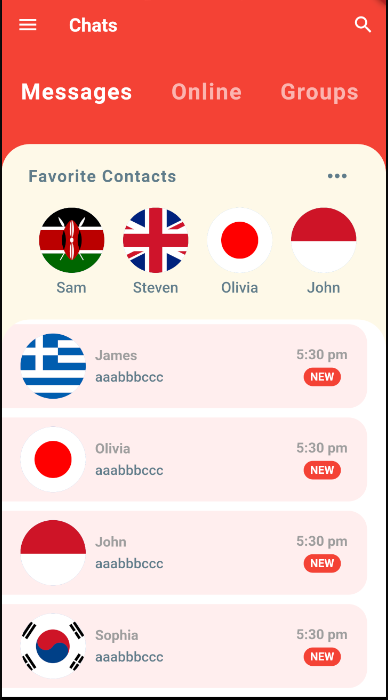 Chats
Messages Online Groups
Favorite Contacts
Sam Steven Olivia John
James 5:30 pm
aaabbbccc NEW
Olivia 5:30 pm
aaabbbccc NEW
John 5:30 pm
aaabbbccc NEW
Sophia 5:30 pm
aaabbbccc NEW